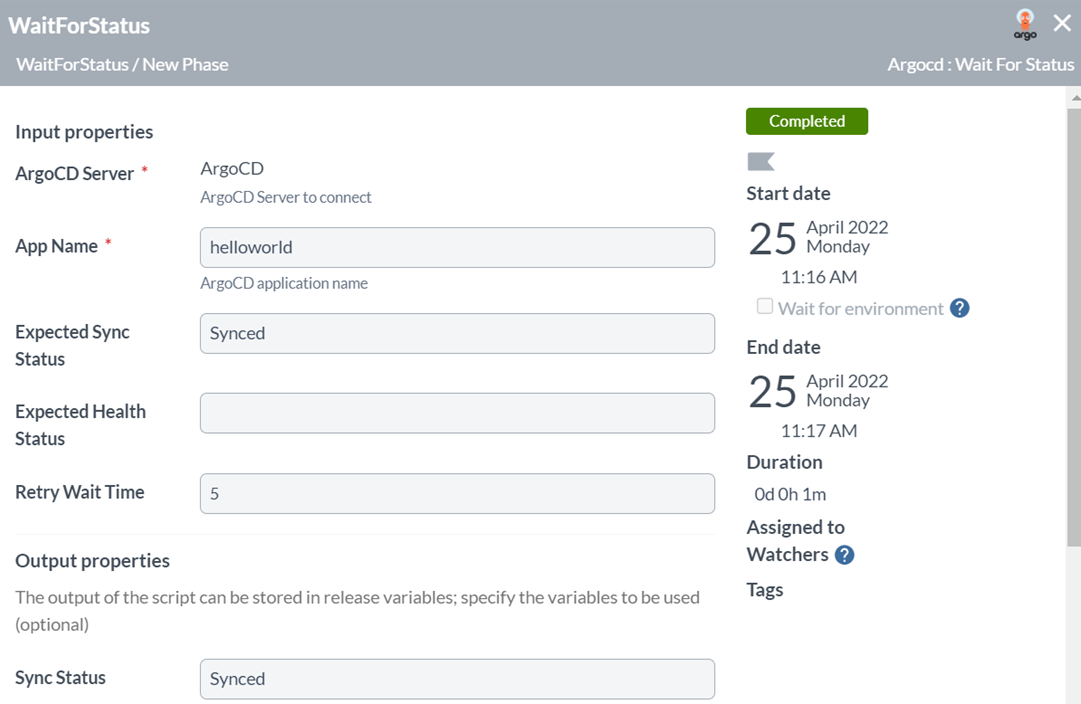 WaitForStatus
argo
WaitForStatus / New Phase
Argocd : Wait For Status
Input properties
ArgoCD Server *
ArgoCD
ArgoCD Server to connect
App Name *
helloworld
ArgoCD application name
Expected Sync
Status
Synced
Expected Health
Status
Retry Wait Time
5
Output properties
The output of the script can be stored in release variables; specify the variables to be used
(optional)
Sync Status
Synced
Completed
Start date
25
April 2022
Monday
11:16 AM
Wait for environment ?
End date
25
April 2022
Monday
11:17 AM
Duration
0d 0h 1m
Assigned to
Watchers ?
Tags